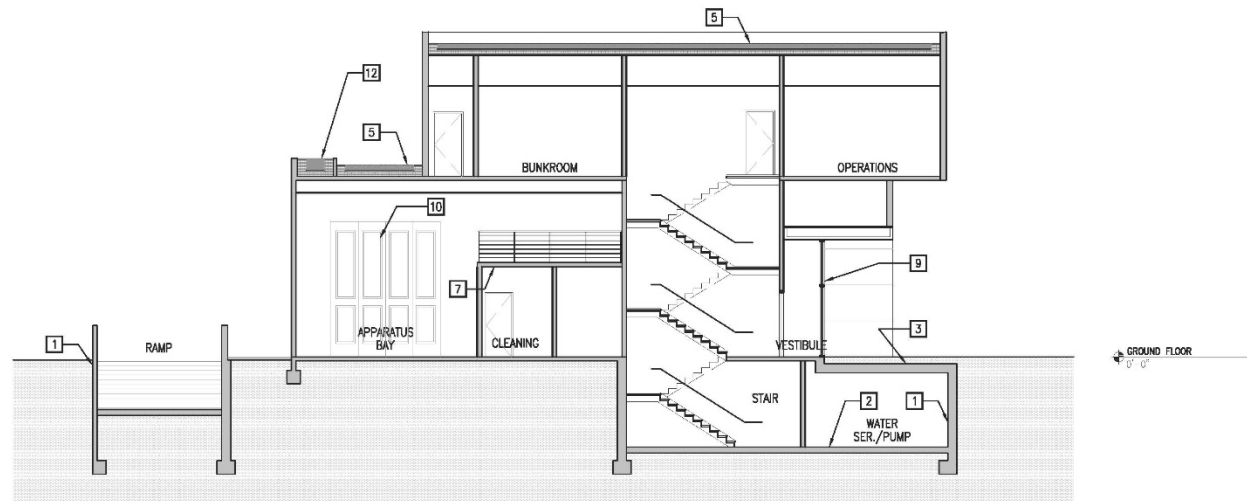 5
12
5
BUNKROOM
OPERATIONS
10
7
9
1
RAMP
APPARATUS
BAY
CLEANING
VESTIBULE
3
GROUND FLOOR
0' 0"
STAIR
2
1
WATER
SER./PUMP